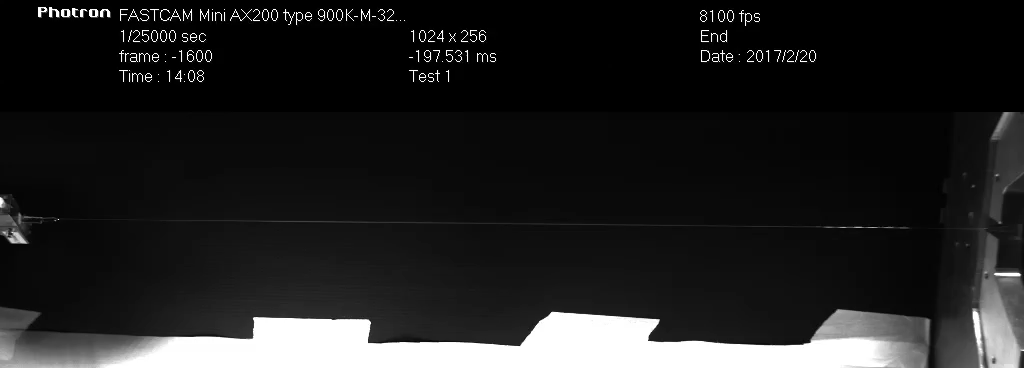 Photron FASTCAM Mini AX200 type 900K-M-32... 8100 fps
1/25000 sec 1024 x 256 End
frame : -1600 -197.531 ms Date : 2017/2/20
Time : 14:08 Test 1